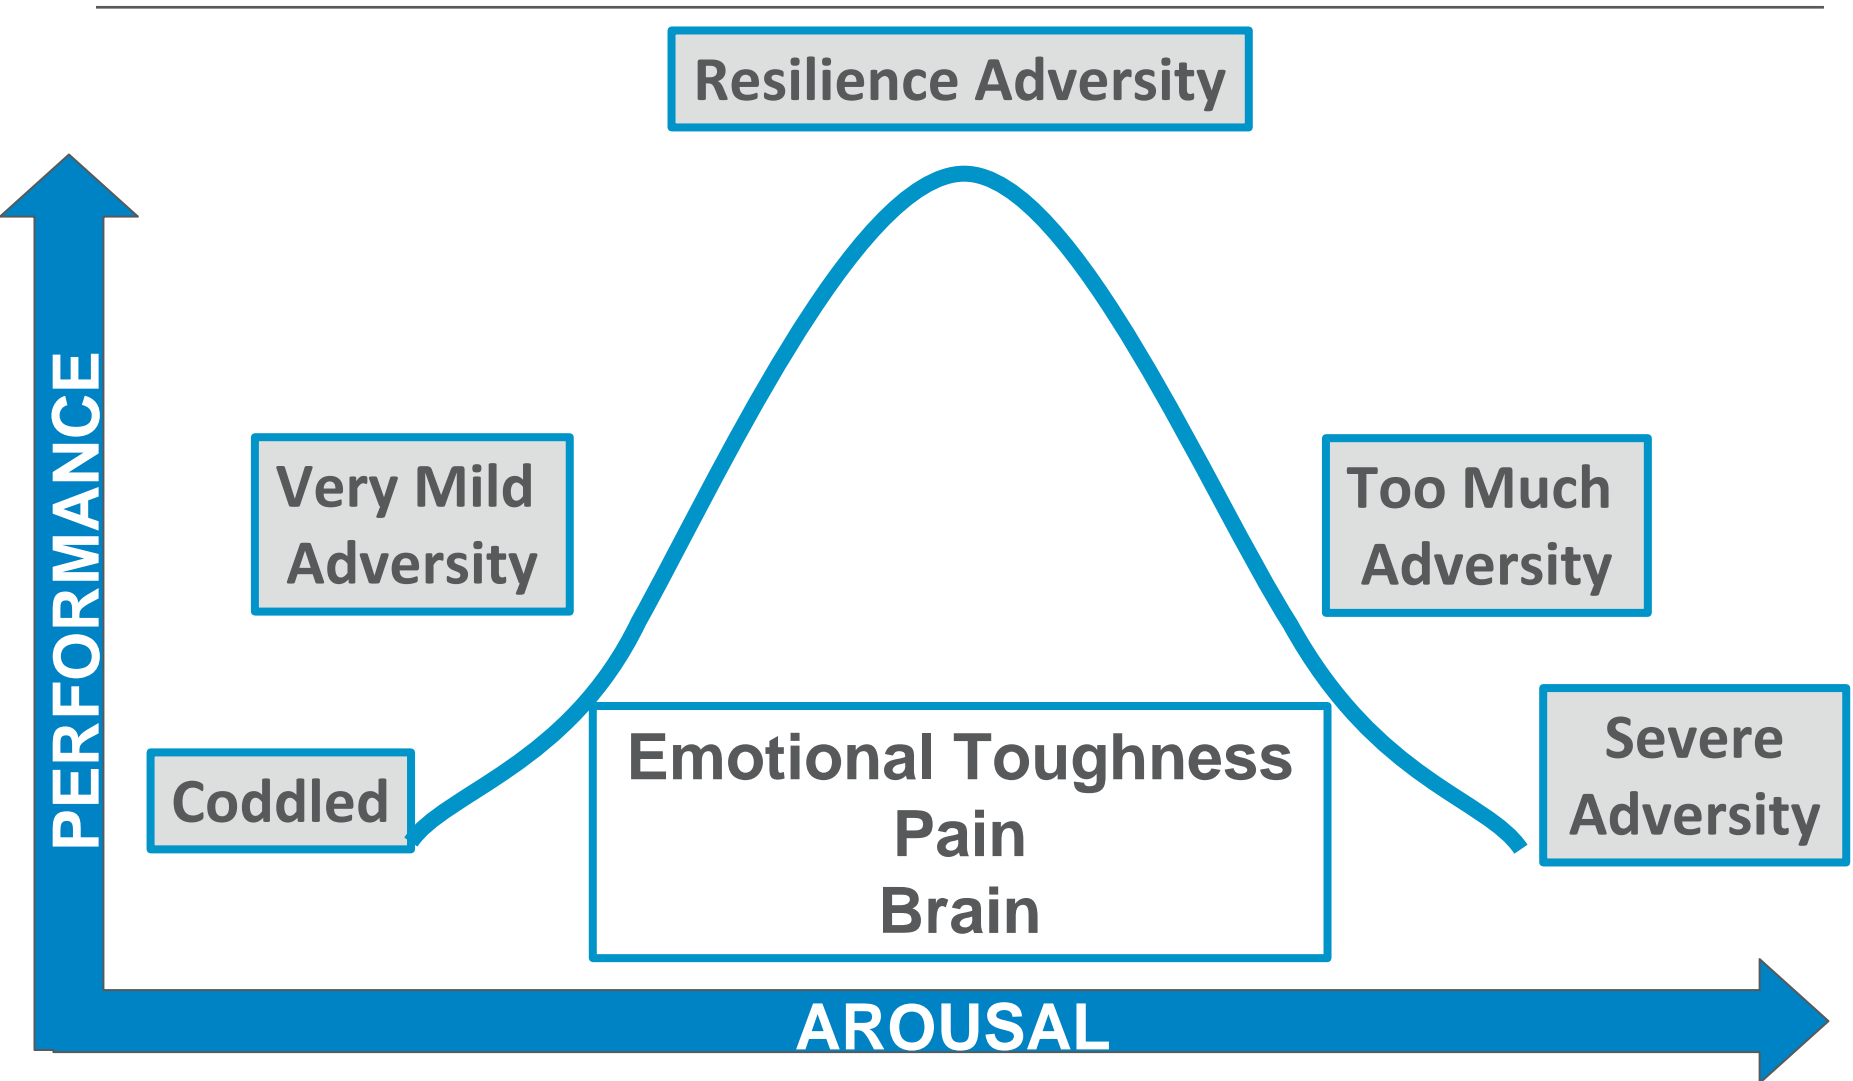 Resilience Adversity
PERFORMANCE
Very Mild
Adversity
Too Much
Adversity
Coddled
Emotional Toughness
Pain
Brain
Severe
Adversity
AROUSAL